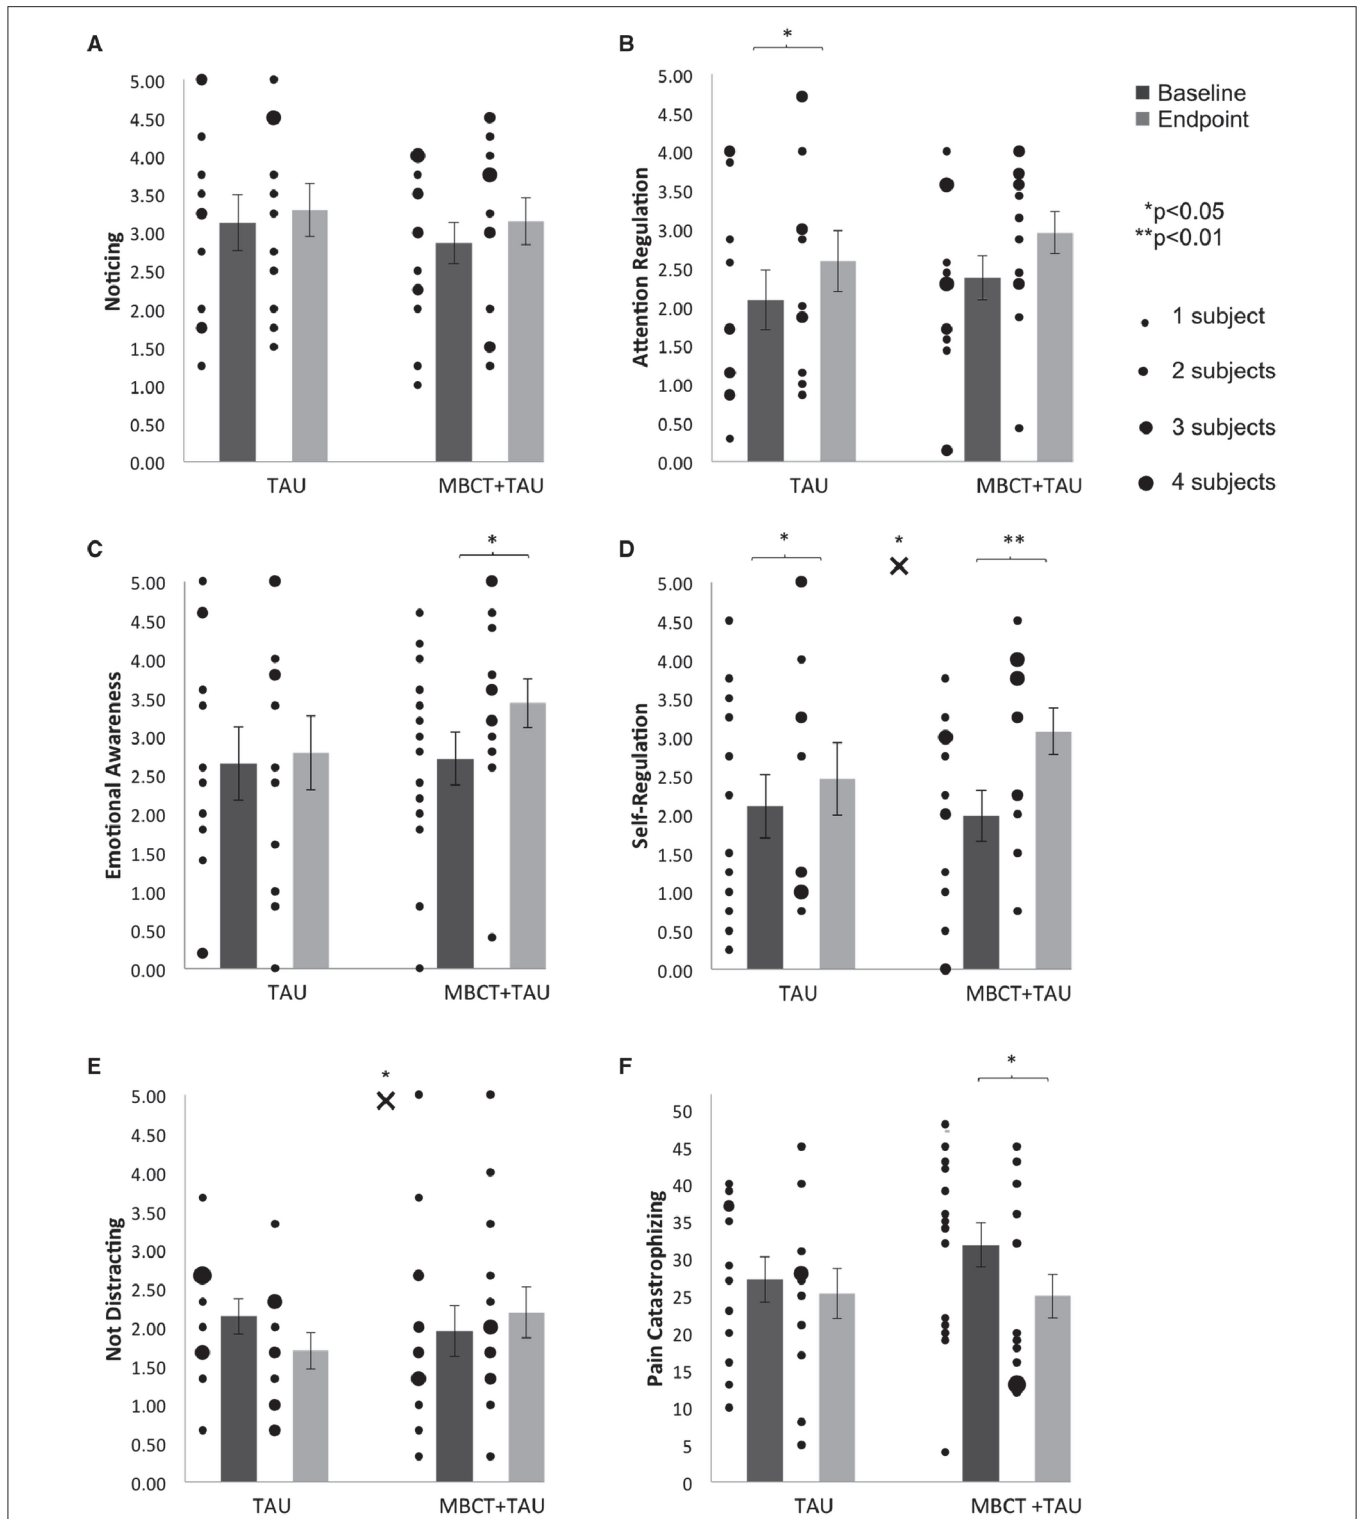 A
Noticing
5.00
4.50
4.00
3.50
3.00
2.50
2.00
1.50
1.00
0.50
0.00
TAU
MBCT+TAU
B
*
Attention Regulation
5.00
4.50
4.00
3.50
3.00
2.50
2.00
1.50
1.00
0.50
0.00
TAU
MBCT+TAU
Baseline
Endpoint
*p<0.05
**p<0.01
1 subject
2 subjects
3 subjects
4 subjects
C
*
Emotional Awareness
5.00
4.50
4.00
3.50
3.00
2.50
2.00
1.50
1.00
0.50
0.00
TAU
MBCT+TAU
D
*
*
**
Self-Regulation
5.00
4.50
4.00
3.50
3.00
2.50
2.00
1.50
1.00
0.50
0.00
TAU
MBCT+TAU
E
*
Not Distracting
5.00
4.50
4.00
3.50
3.00
2.50
2.00
1.50
1.00
0.50
0.00
TAU
MBCT+TAU
F
*
Pain Catastrophizing
50
45
40
35
30
25
20
15
10
5
0
TAU
MBCT +TAU